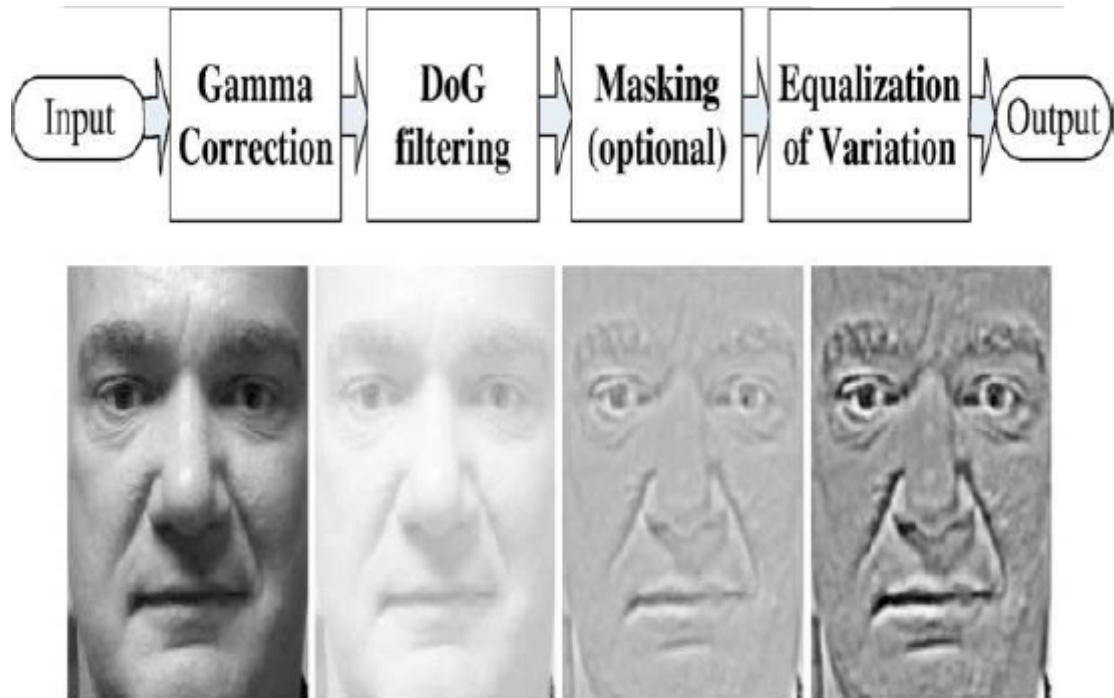 Input
Gamma
Correction
DoG
filtering
Masking
(optional)
Equalization
of Variation
Output